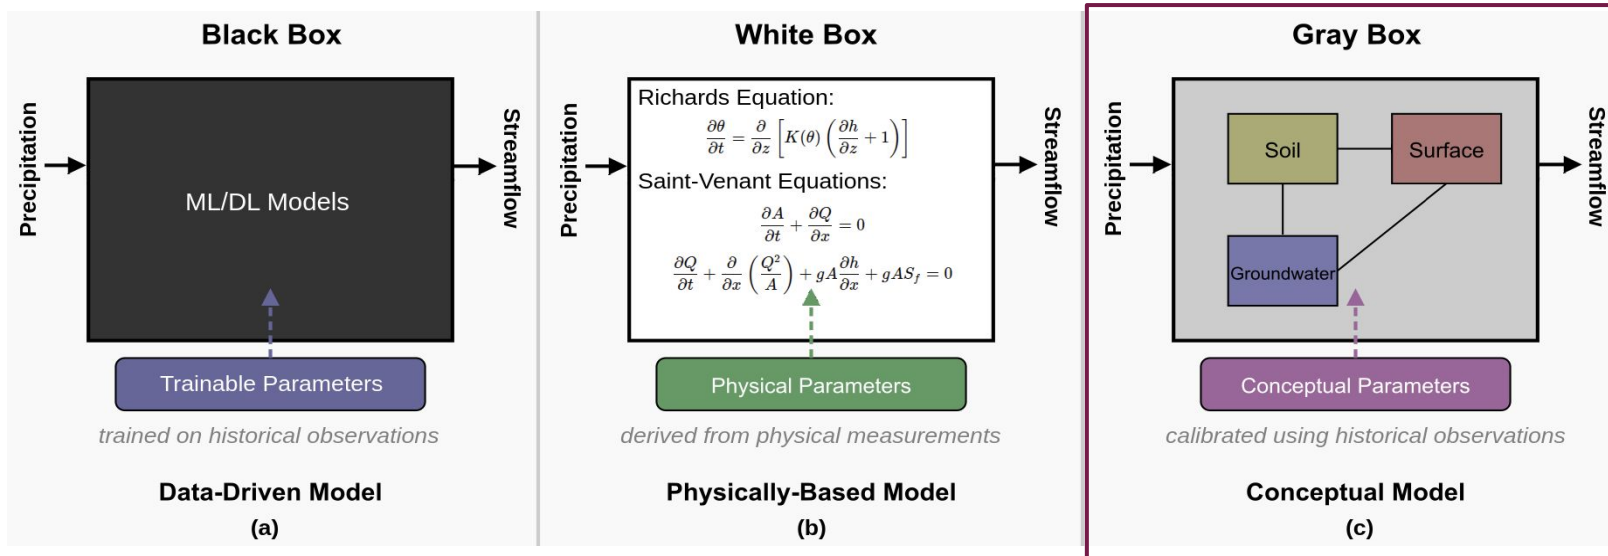 Black Box
Precipitation
ML/DL Models
Streamflow
Trainable Parameters
trained on historical observations
Data-Driven Model
(a)
White Box
Precipitation
Richards Equation:
∂θ/∂t = ∂/∂z [K(θ) (∂h/∂z + 1)]
Saint-Venant Equations:
∂A/∂t + ∂Q/∂x = 0
∂Q/∂t + ∂/∂x (Q²/A) + gA ∂h/∂x + gAS_f = 0
Streamflow
Physical Parameters
derived from physical measurements
Physically-Based Model
(b)
Gray Box
Precipitation
Soil
Surface
Groundwater
Streamflow
Conceptual Parameters
calibrated using historical observations
Conceptual Model
(c)